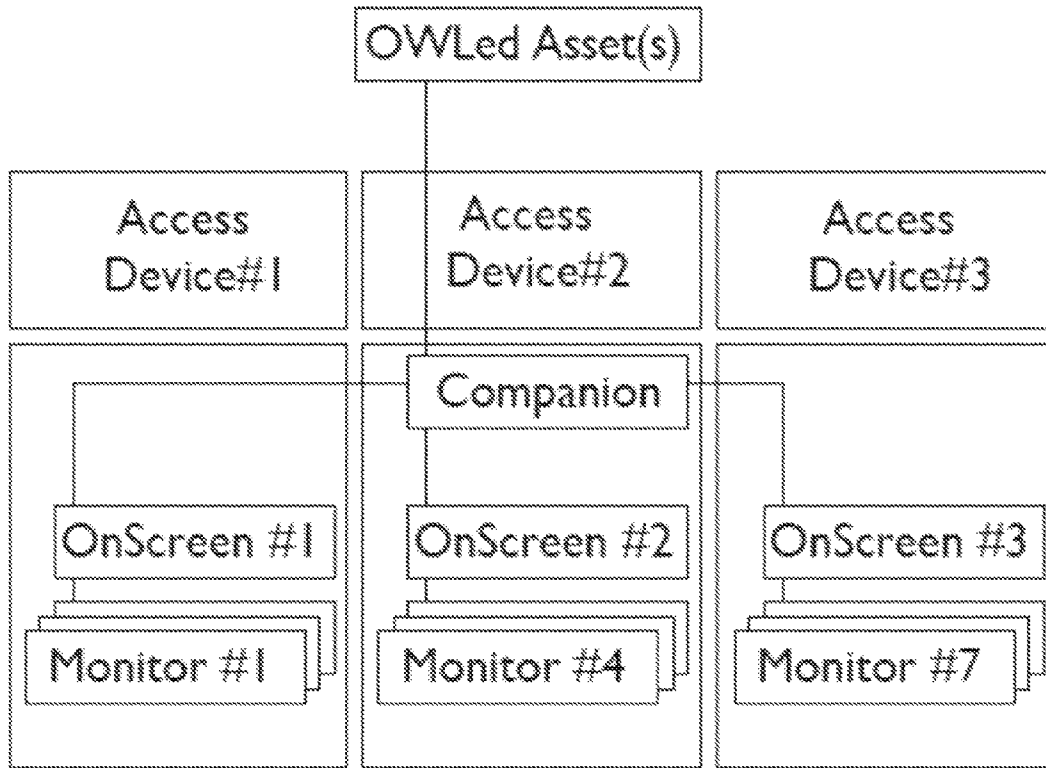 OWLed Asset(s)
Access
Device#1
Access
Device#2
Access
Device#3
Companion
OnScreen #1
OnScreen #2
OnScreen #3
Monitor #1
Monitor #4
Monitor #7